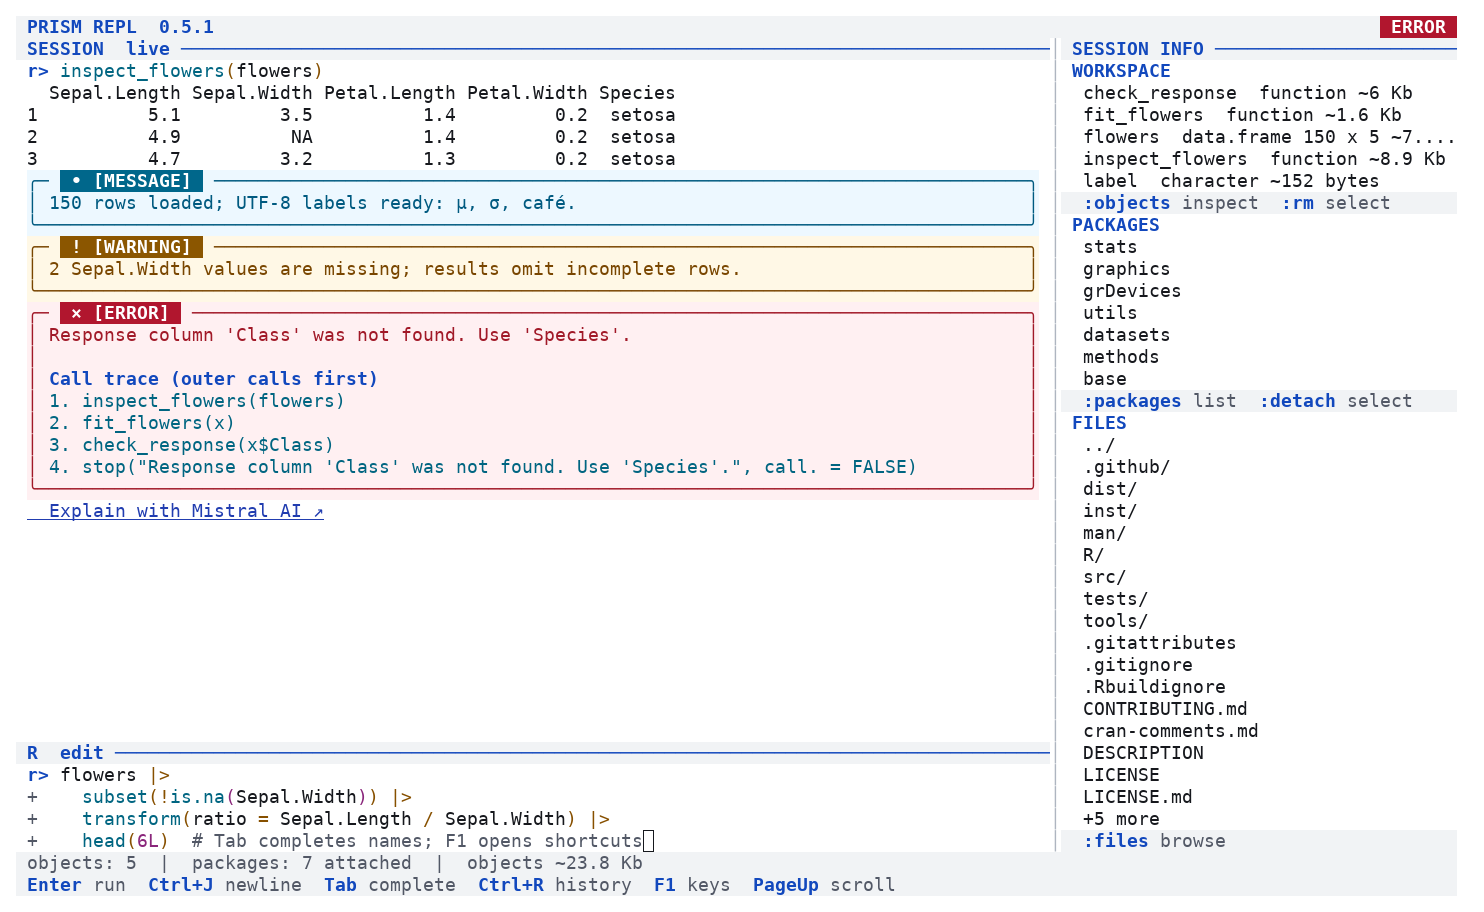 PRISM REPL  0.5.1
ERROR
SESSION  live
r> inspect_flowers(flowers)
  Sepal.Length Sepal.Width Petal.Length Petal.Width Species
1          5.1         3.5          1.4         0.2  setosa
2          4.9          NA          1.4         0.2  setosa
3          4.7         3.2          1.3         0.2  setosa
• [MESSAGE]
150 rows loaded; UTF-8 labels ready: µ, σ, café.
! [WARNING]
2 Sepal.Width values are missing; results omit incomplete rows.
× [ERROR]
Response column 'Class' was not found. Use 'Species'.
Call trace (outer calls first)
1. inspect_flowers(flowers)
2. fit_flowers(x)
3. check_response(x$Class)
4. stop("Response column 'Class' was not found. Use 'Species'.", call. = FALSE)
Explain with Mistral AI ↗
R  edit
r> flowers |>
+    subset(!is.na(Sepal.Width)) |>
+    transform(ratio = Sepal.Length / Sepal.Width) |>
+    head(6L)  # Tab completes names; F1 opens shortcuts
SESSION INFO
WORKSPACE
check_response  function ~6 Kb
fit_flowers  function ~1.6 Kb
flowers  data.frame 150 x 5 ~7....
inspect_flowers  function ~8.9 Kb
label  character ~152 bytes
:objects inspect  :rm select
PACKAGES
stats
graphics
grDevices
utils
datasets
methods
base
:packages list  :detach select
FILES
../
.github/
dist/
inst/
man/
R/
src/
tests/
tools/
.gitattributes
.gitignore
.Rbuildignore
CONTRIBUTING.md
cran-comments.md
DESCRIPTION
LICENSE
LICENSE.md
+5 more
:files browse
objects: 5  |  packages: 7 attached  |  objects ~23.8 Kb
Enter run  Ctrl+J newline  Tab complete  Ctrl+R history  F1 keys  PageUp scroll